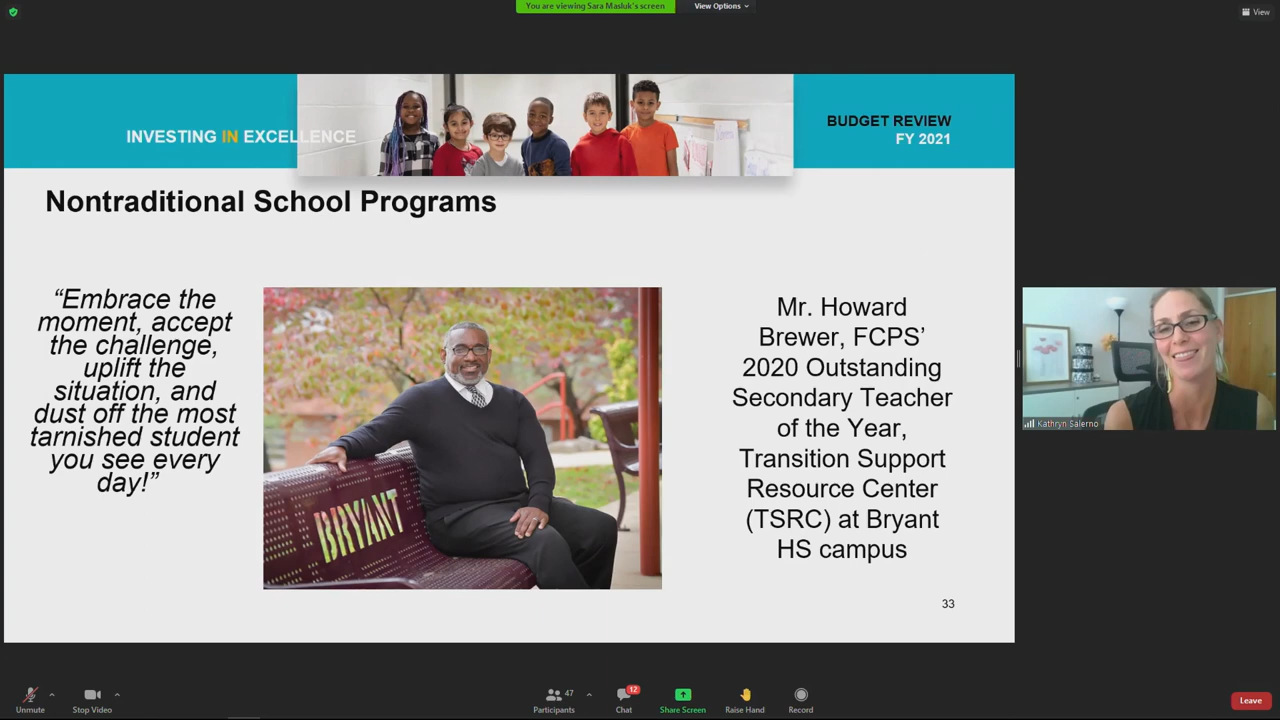 You are viewing Sara Masluk's screen
View Options
View
INVESTING IN EXCELLENCE
BUDGET REVIEW
FY 2021
Nontraditional School Programs
“Embrace the
moment, accept
the challenge,
uplift the
situation, and
dust off the most
tarnished student
you see every
day!”
BRYANT
Mr. Howard
Brewer, FCPS’
2020 Outstanding
Secondary Teacher
of the Year,
Transition Support
Resource Center
(TSRC) at Bryant
HS campus
33
Kathryn Salerno
Unmute
Stop Video
47
Participants
12
Chat
Share Screen
Raise Hand
Record
Leave